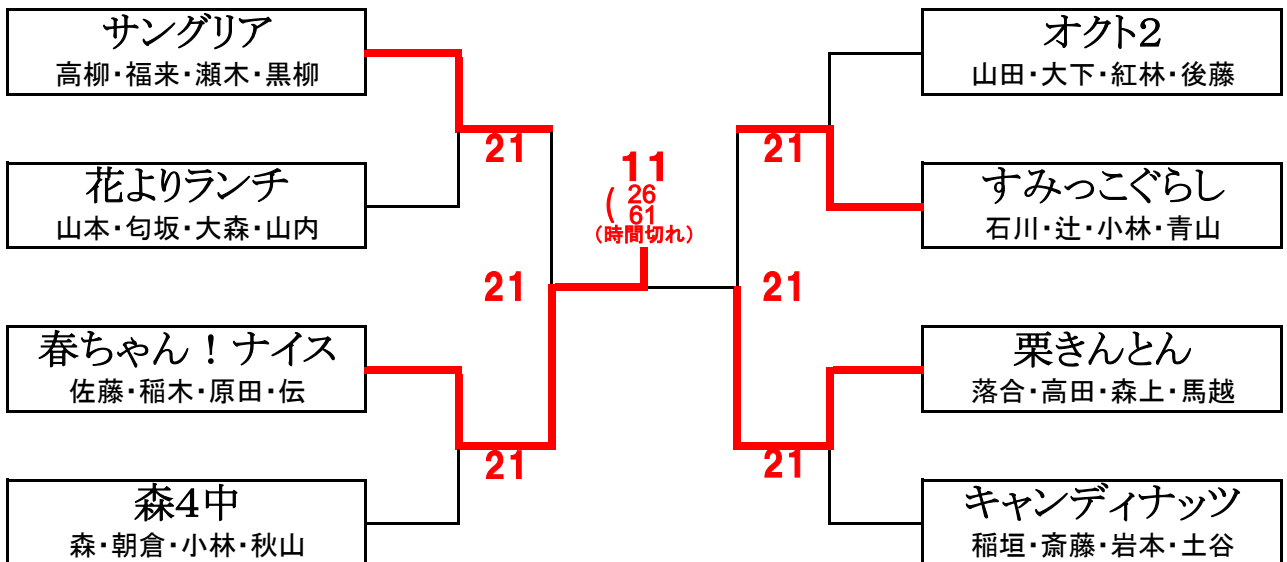 サングリア
高柳・福来・瀬木・黒柳
花よりランチ
山本・匂坂・大森・山内
春ちゃん！ナイス
佐藤・稲木・原田・伝
森4中
森・朝倉・小林・秋山
21
21
21
11
( 26
61
(時間切れ)
21
21
21
オクト2
山田・大下・紅林・後藤
すみっこぐらし
石川・辻・小林・青山
栗きんとん
落合・高田・森上・馬越
キャンディナッツ
稲垣・斎藤・岩本・土谷